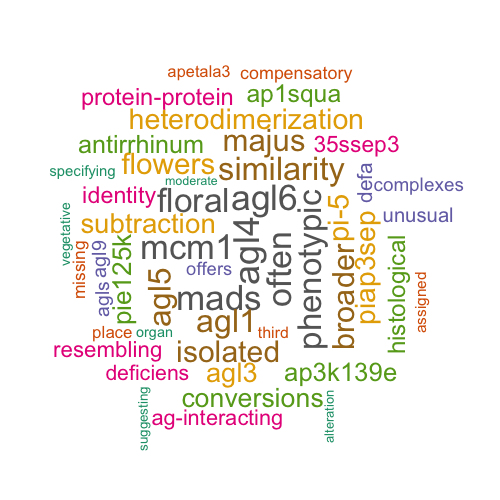 apetala3 compensatory
protein-protein ap1squa
heterodimerization
antirrhinum majus 35ssep3
specifying flowers similarity defa
moderate complexes
identity floral agl6
vegetative subtraction unusual
missing agls agl9 pie125k mcm1 agl4 often phenotypic broader pi-5 piap3sep histological assigned
offers
agl5 mads
place organ agl1 third
resembling isolated
deficiens agl3 ap3k139e
conversions
suggesting ag-interacting alteration